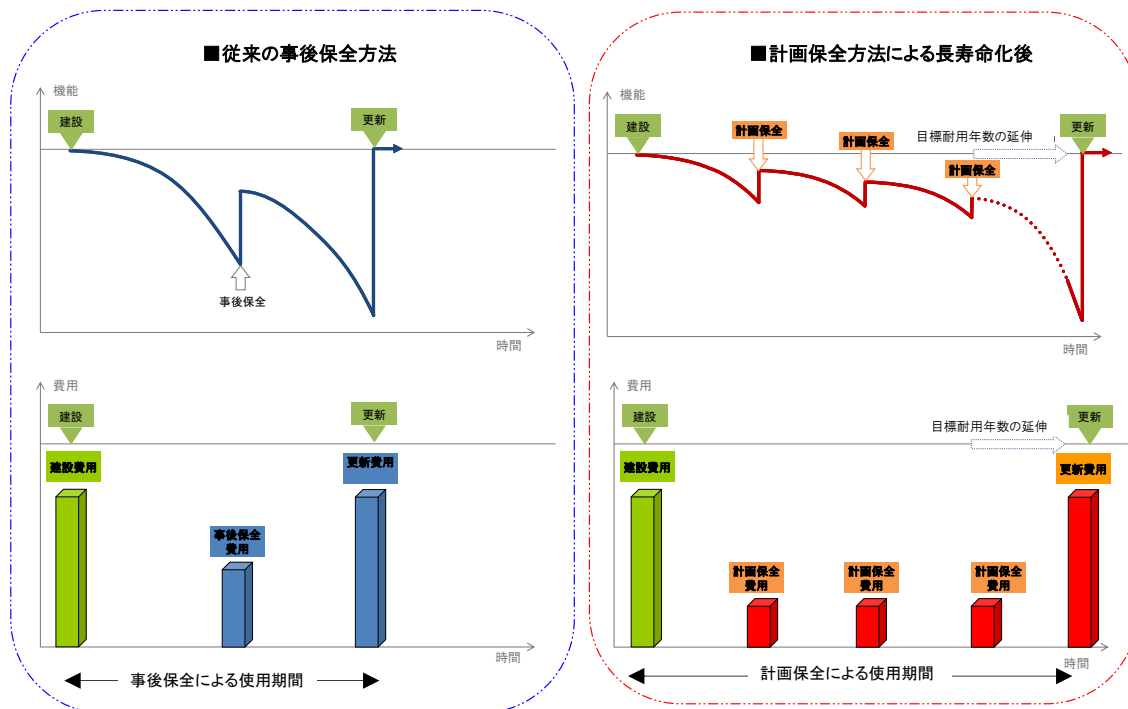 ■従来の事後保全方法
機能
建設
更新
事後保全
時間
費用
建設
更新
建設費用
更新費用
事後保全
費用
事後保全による使用期間
■計画保全方法による長寿命化後
機能
建設
計画保全
計画保全
計画保全
目標耐用年数の延伸
更新
時間
費用
建設
目標耐用年数の延伸
更新
建設費用
更新費用
計画保全
費用
計画保全
費用
計画保全
費用
時間
計画保全による使用期間